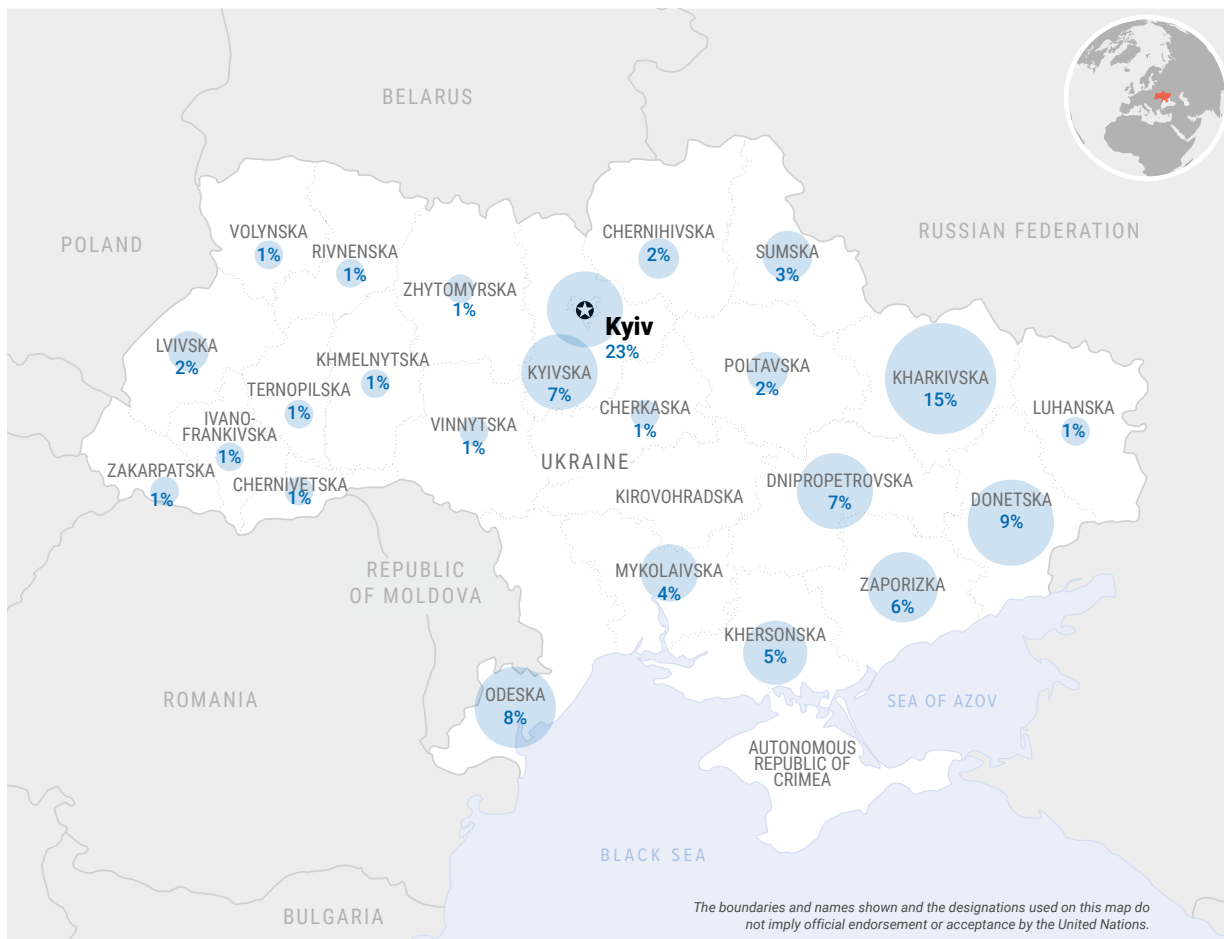 BELARUS
POLAND
RUSSIAN FEDERATION
VOLYNSKA
1%
RIVNENSKA
1%
ZHYTOMYRSKA
1%
CHERNIHIVSKA
2%
SUMSKA
3%
Kyiv
23%
LVIVSKA
2%
KHMELNYTSKA
1%
TERNOPILSKA
1%
IVANO-
FRANKIVSKA
1%
ZAKARPATSKA
1%
CHERNIVETSKA
1%
VINNYTSKA
1%
KYIVSKA
7%
CHERKASKA
1%
POLTAVSKA
2%
KHARKIVSKA
15%
LUHANSKA
1%
UKRAINE
KIROVOHRADSKA
DNIPROPETROVSKA
7%
DONETSKA
9%
REPUBLIC
OF MOLDOVA
MYKOLAIVSKA
4%
ZAPORIZKA
6%
KHERSONSKA
5%
ROMANIA
ODESKA
8%
SEA OF AZOV
AUTONOMOUS
REPUBLIC OF
CRIMEA
BLACK SEA
BULGARIA
The boundaries and names shown and the designations used on this map do
not imply official endorsement or acceptance by the United Nations.